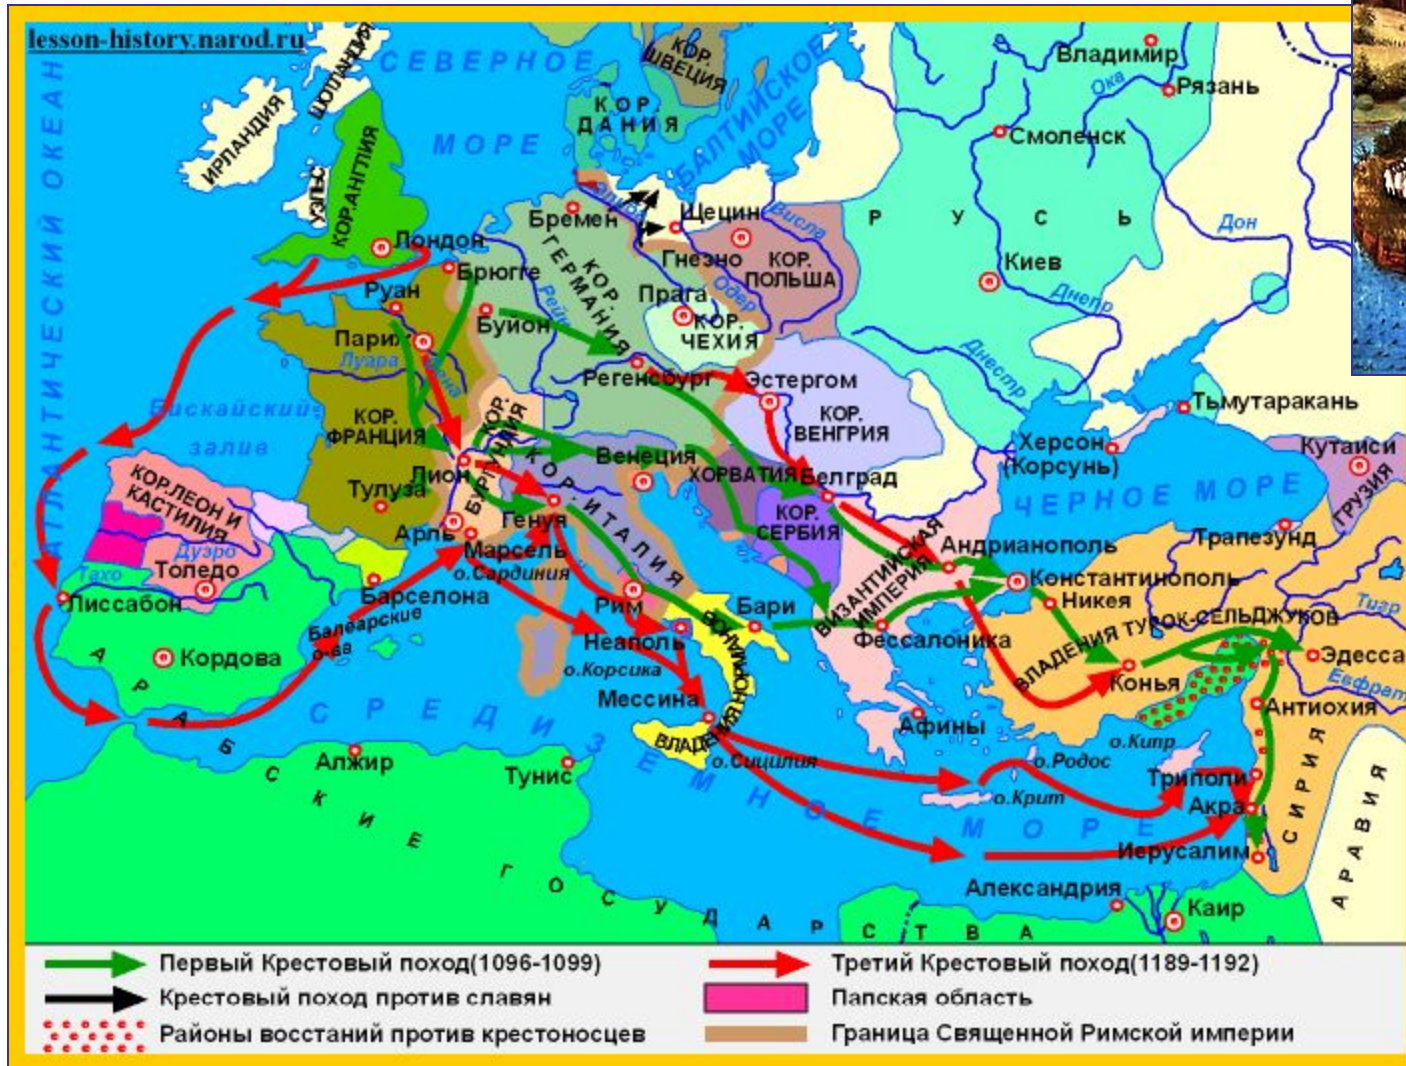 lesson-history.narod.ru
АТЛАНТИЧЕСКИЙ ОКЕАН
СЕВЕРНОЕ
МОРЕ
БАЛТИЙСКОЕ
МОРЕ
ИРЛАНДИЯ
ШОТЛАНДИЯ
УЭЛЬС
КОР.АНГЛИЯ
КОР.
ДАНИЯ
КОР.
ШВЕЦИЯ
Владимир
Ока
Рязань
Смоленск
РУСЬ
Дон
Киев
Днепр
Днестр
Лондон
Брюгге
Бремен
Щецин
Висла
Гнезно
КОР.
ПОЛЬША
Одер
КОР.
ГЕРМАНИЯ
Рейн
Прага
КОР.
ЧЕХИЯ
Руан
Париж
Луара
Буйон
Регенсбург
Эстергом
КОР.
ВЕНГРИЯ
Бискайский
залив
КОР.
ФРАНЦИЯ
КОР.
БУРГУНДИЯ
Лион
Тулуза
Арль
Марсель
Генуя
Венеция
КОР. ИТАЛИЯ
ХОРВАТИЯ
Белград
КОР.
СЕРБИЯ
Тьмутаракань
Херсон
(Корсунь)
ЧЕРНОЕ МОРЕ
Кутаиси
ГРУЗИЯ
Трапезунд
КОР.ЛЕОН И
КАСТИЛИЯ
Дуэро
Тахо
Толедо
Лиссабон
Барселона
Балеарские
о-ва
Кордова
о.Сардиния
Рим
Неаполь
о.Корсика
Бари
ВЛАДЕНИЯ НОРМАНОВ
Мессина
о.Сицилия
ВИЗАНТИЙСКАЯ
ИМПЕРИЯ
Андрианополь
Константинополь
Никея
Фессалоника
Афины
ВЛАДЕНИЯ ТУРОК-СЕЛЬДЖУКОВ
Конья
Тигр
Эдесса
Евфрат
Антиохия
о.Кипр
о.Родос
о.Крит
Триполи
Акра
СИРИЯ
Иерусалим
АРАВИЯ
Александрия
Каир
СРЕДИЗЕМНОЕ МОРЕ
Алжир
Тунис
АРАБСКИЕ ГОСУДАРСТВА
Первый Крестовый поход(1096-1099)
Крестовый поход против славян
Районы восстаний против крестоносцев
Третий Крестовый поход(1189-1192)
Папская область
Граница Священной Римской империи